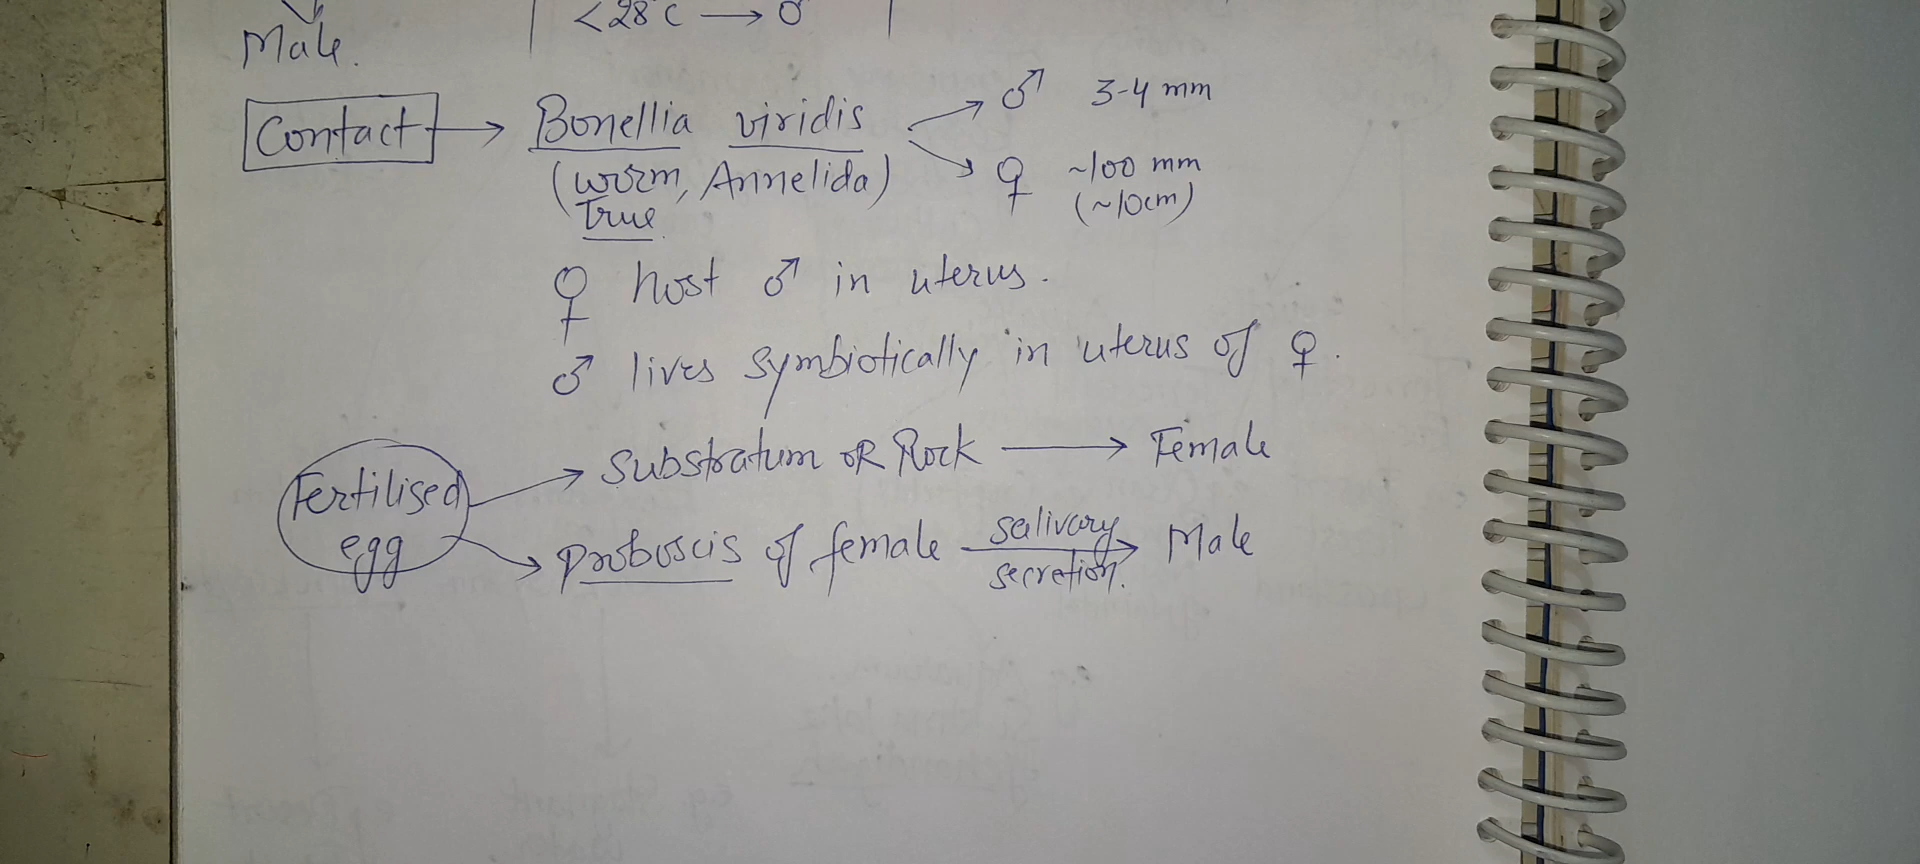 <28°C → ♂
Male.
Contact → Bonellia viridis
♂ 3-4 mm
(worm, Annelida)
True
♀ ~100 mm
(~10cm)
♀ host ♂ in uterus.
♂ lives symbiotically in uterus of ♀.
Fertilised
egg
→ Substratum OR Rock → Female
→ Proboscis of female salivary secretion. → Male